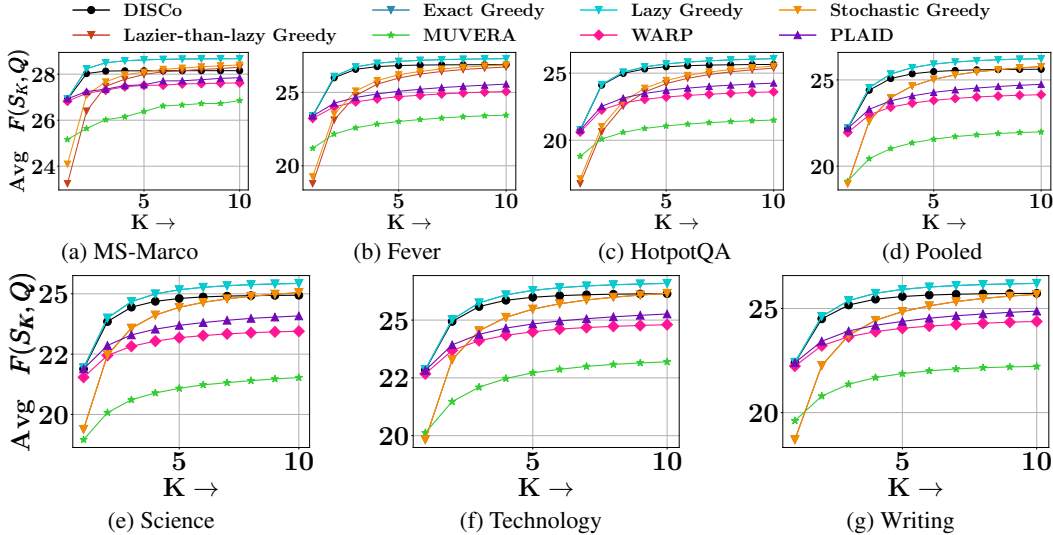 DISCo Exact Greedy Lazy Greedy Stochastic Greedy
Lazier-than-lazy Greedy MUVERA WARP PLAID
Avg F(S_K, Q)
28
26
24
5 10
K →
(a) MS-Marco
25
20
5 10
K →
(b) Fever
25
20
5 10
K →
(c) HotpotQA
25
20
5 10
K →
(d) Pooled
Avg F(S_K, Q)
25
22
20
5 10
K →
(e) Science
25
22
20
5 10
K →
(f) Technology
25
20
5 10
K →
(g) Writing